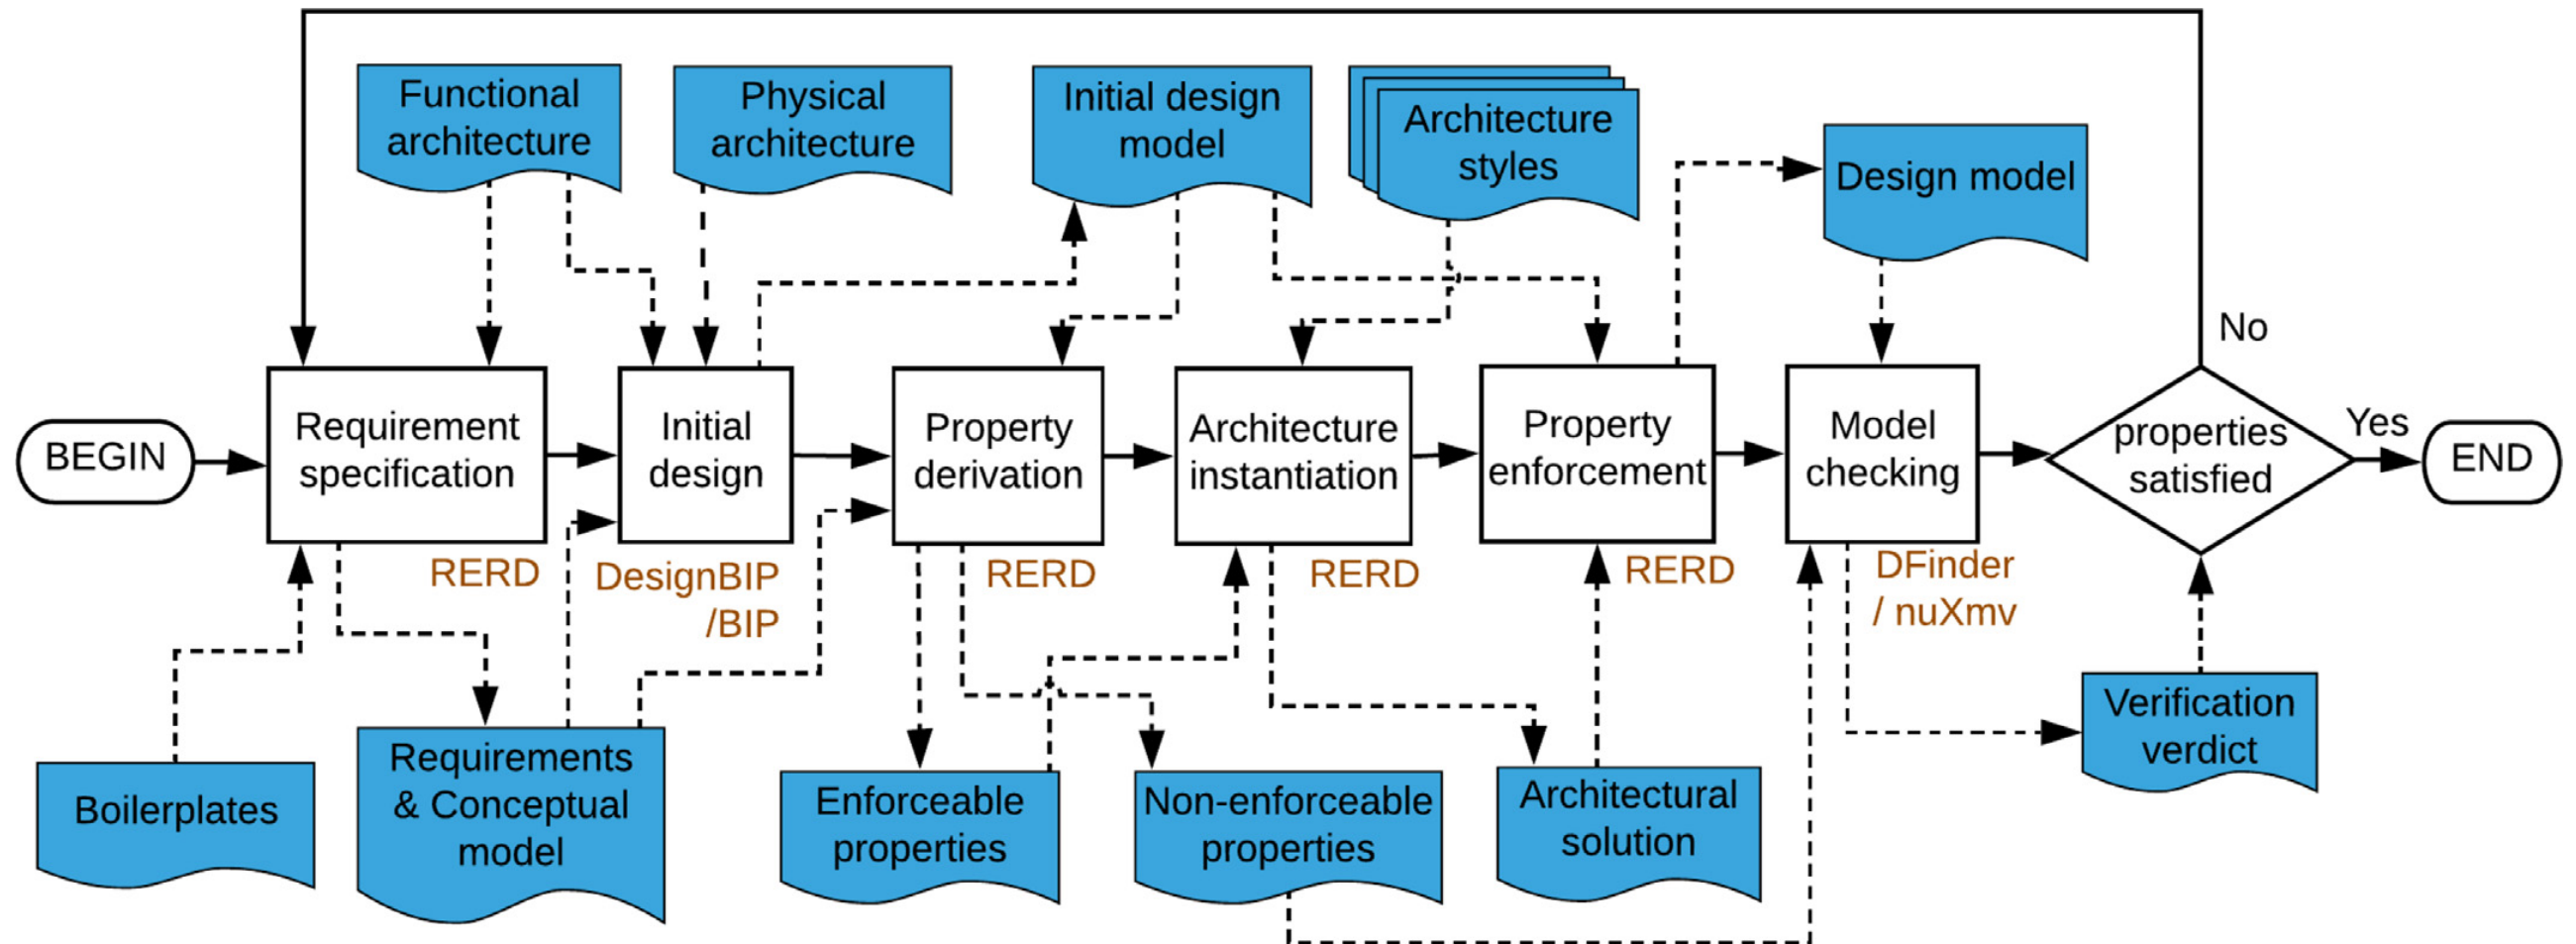 Functional
architecture
Physical
architecture
Initial design
model
Architecture
styles
Design model
No
BEGIN
Requirement
specification
Initial
design
Property
derivation
Architecture
instantiation
Property
enforcement
Model
checking
properties
satisfied
Yes
END
RERD
DesignBIP
/BIP
RERD
RERD
RERD
DFinder
/ nuXmv
Boilerplates
Requirements
& Conceptual
model
Enforceable
properties
Non-enforceable
properties
Architectural
solution
Verification
verdict